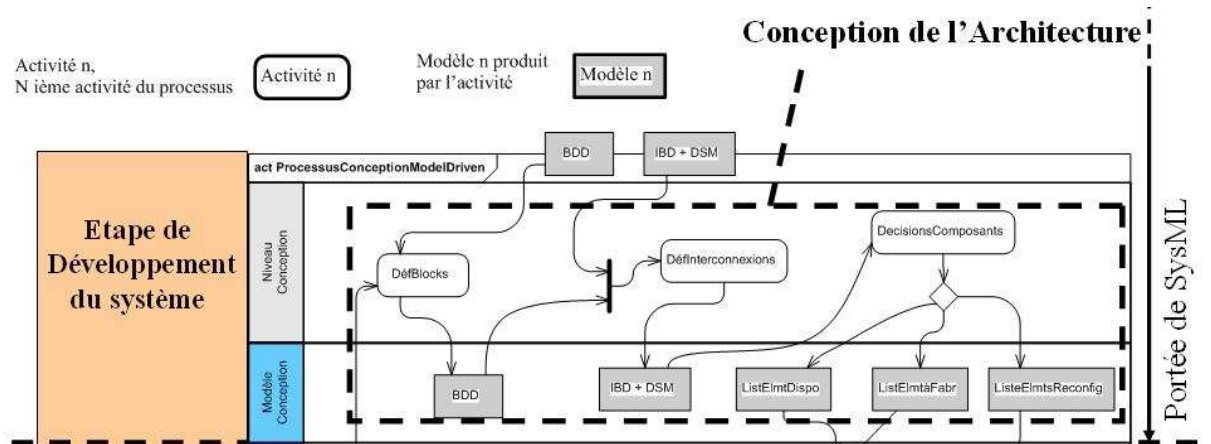 Conception de l'Architecture
Activité n,
N ième activité du processus
Activité n
Modèle n produit
par l'activité
Modèle n
BDD
IBD + DSM
act ProcessusConceptionModelDriven
Etape de
Développement
du système
Niveau
Conception
DéfBlocks
DéfInterconnexions
DecisionsComposants
Modèle
Conception
BDD
IBD + DSM
ListElmtDispo
ListElmtàFabr
ListeElmtsReconfig
Portée de SysML